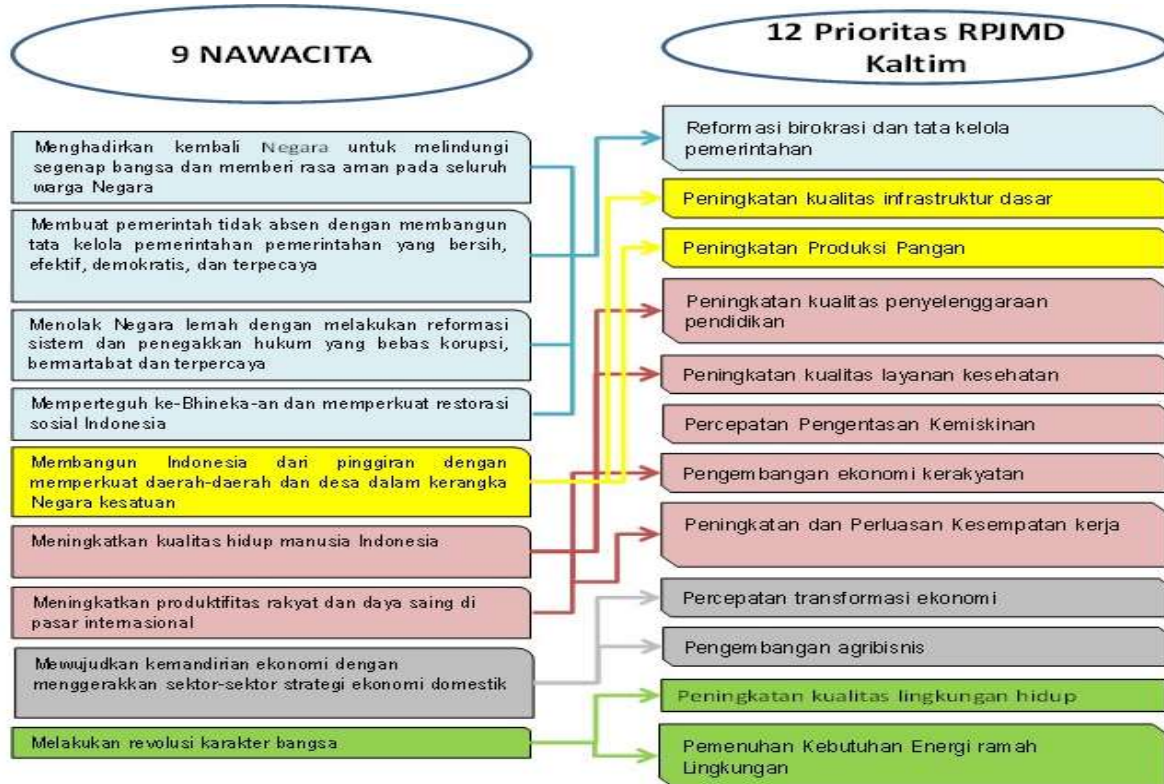 9 NAWACITA
Menghadirkan kembali Negara untuk melindungi
segenap bangsa dan memberi rasa aman pada seluruh
warga Negara
Membuat pemerintah tidak absen dengan membangun
tata kelola pemerintahan pemerintahan yang bersih,
efektif, demokratis, dan terpecaya
Menolak Negara lemah dengan melakukan reformasi
sistem dan penegakkan hukum yang bebas korupsi,
bermartabat dan terpercaya
Memperteguh ke-Bhineka-an dan memperkuat restorasi
sosial Indonesia
Membangun Indonesia dari pinggiran dengan
memperkuat daerah-daerah dan desa dalam kerangka
Negara kesatuan
Meningkatkan kualitas hidup manusia Indonesia
Meningkatkan produktifitas rakyat dan daya saing di
pasar internasional
Mewujudkan kemandirian ekonomi dengan
menggerakkan sektor-sektor strategi ekonomi domestik
Melakukan revolusi karakter bangsa
12 Prioritas RPJMD
Kaltim
Reformasi birokrasi dan tata kelola
pemerintahan
Peningkatan kualitas infrastruktur dasar
Peningkatan Produksi Pangan
Peningkatan kualitas penyelenggaraan
pendidikan
Peningkatan kualitas layanan kesehatan
Percepatan Pengentasan Kemiskinan
Pengembangan ekonomi kerakyatan
Peningkatan dan Perluasan Kesempatan kerja
Percepatan transformasi ekonomi
Pengembangan agribisnis
Peningkatan kualitas lingkungan hidup
Pemenuhan Kebutuhan Energi ramah
Lingkungan